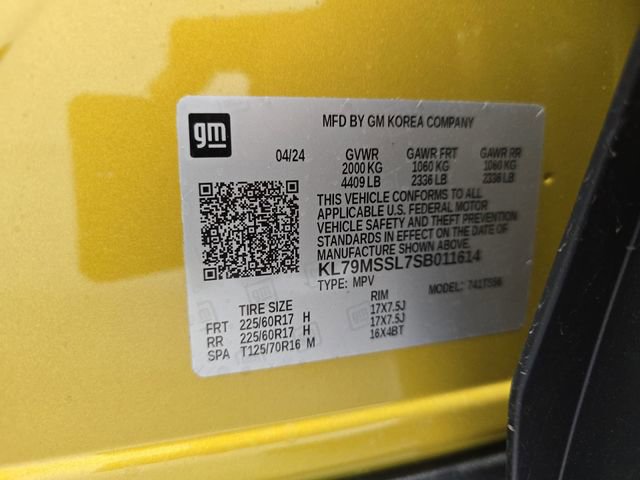 gm
MFD BY GM KOREA COMPANY
04/24 GVWR GAWR FRT GAWR RR
2000 KG 1060 KG 1060 KG
4409 LB 2336 LB 2336 LB
THIS VEHICLE CONFORMS TO ALL
APPLICABLE U.S. FEDERAL MOTOR
VEHICLE SAFETY AND THEFT PREVENTION
STANDARDS IN EFFECT ON THE DATE OF
MANUFACTURE SHOWN ABOVE.
KL79MSSL7SB011614
TYPE: MPV MODEL: 741TS56
TIRE SIZE RIM
FRT 225/60R17 H 17X7.5J
RR 225/60R17 H 17X7.5J
SPA T125/70R16 M 16X4BT